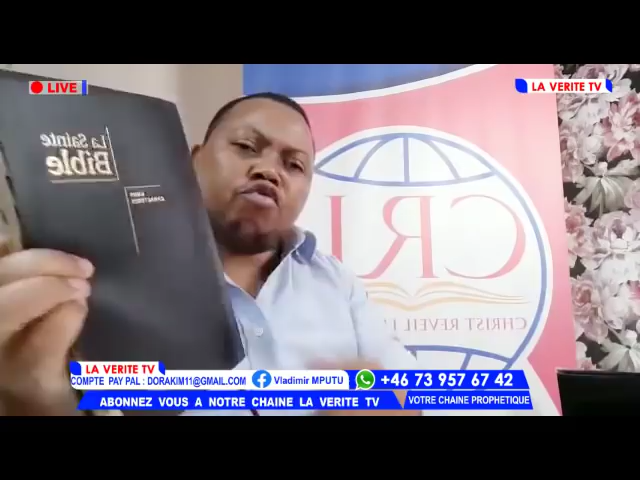 LIVE
LA VERITE TV
La Sainte
Bible
CRJ
CHRIST REVEIL
LA VERITE TV
COMPTE PAY PAL : DORAKIM11@GMAIL.COM
Vladimir MPUTU
+46 73 957 67 42
ABONNEZ VOUS A NOTRE CHAINE LA VERITE TV
VOTRE CHAINE PROPHETIQUE